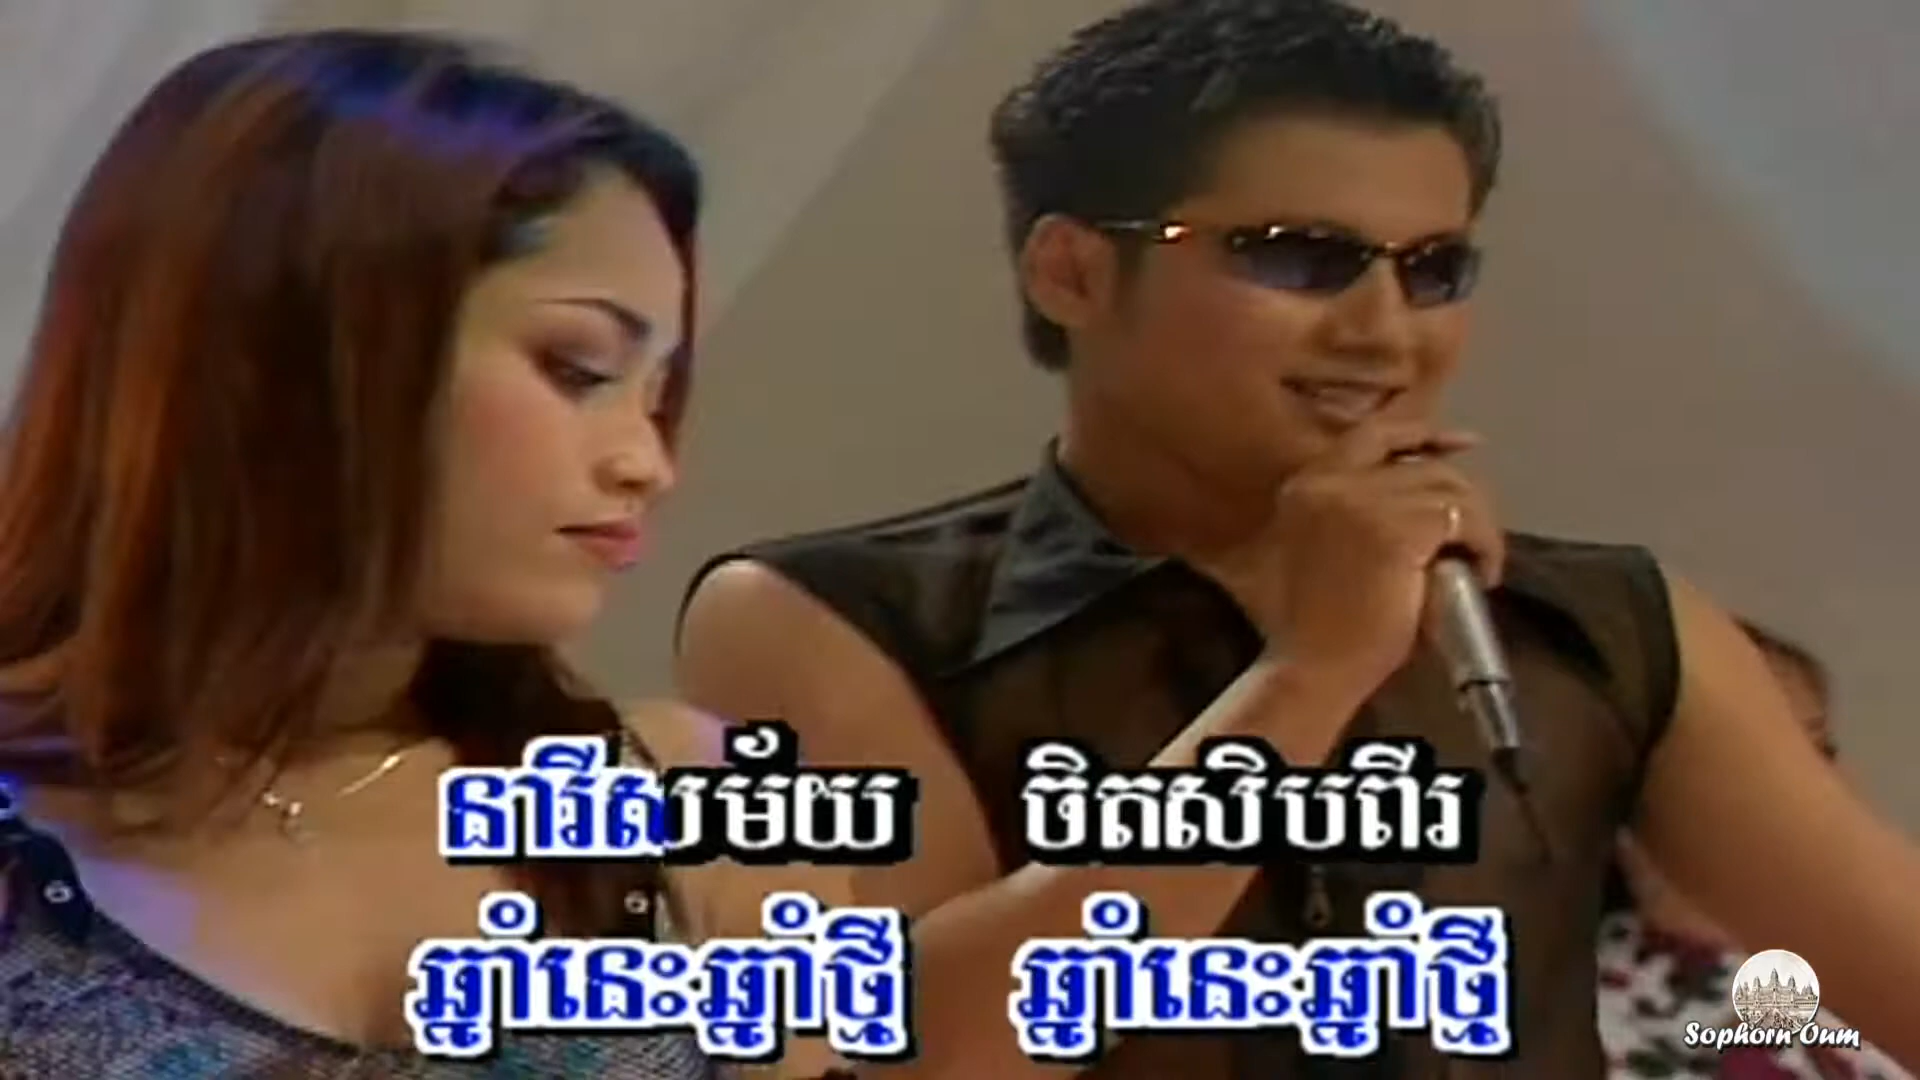 នារីសម័យ ចិតសិបពីរ
ឆ្នាំនេះឆ្នាំថ្មី ឆ្នាំនេះឆ្នាំថ្មី
Sophorn Oum